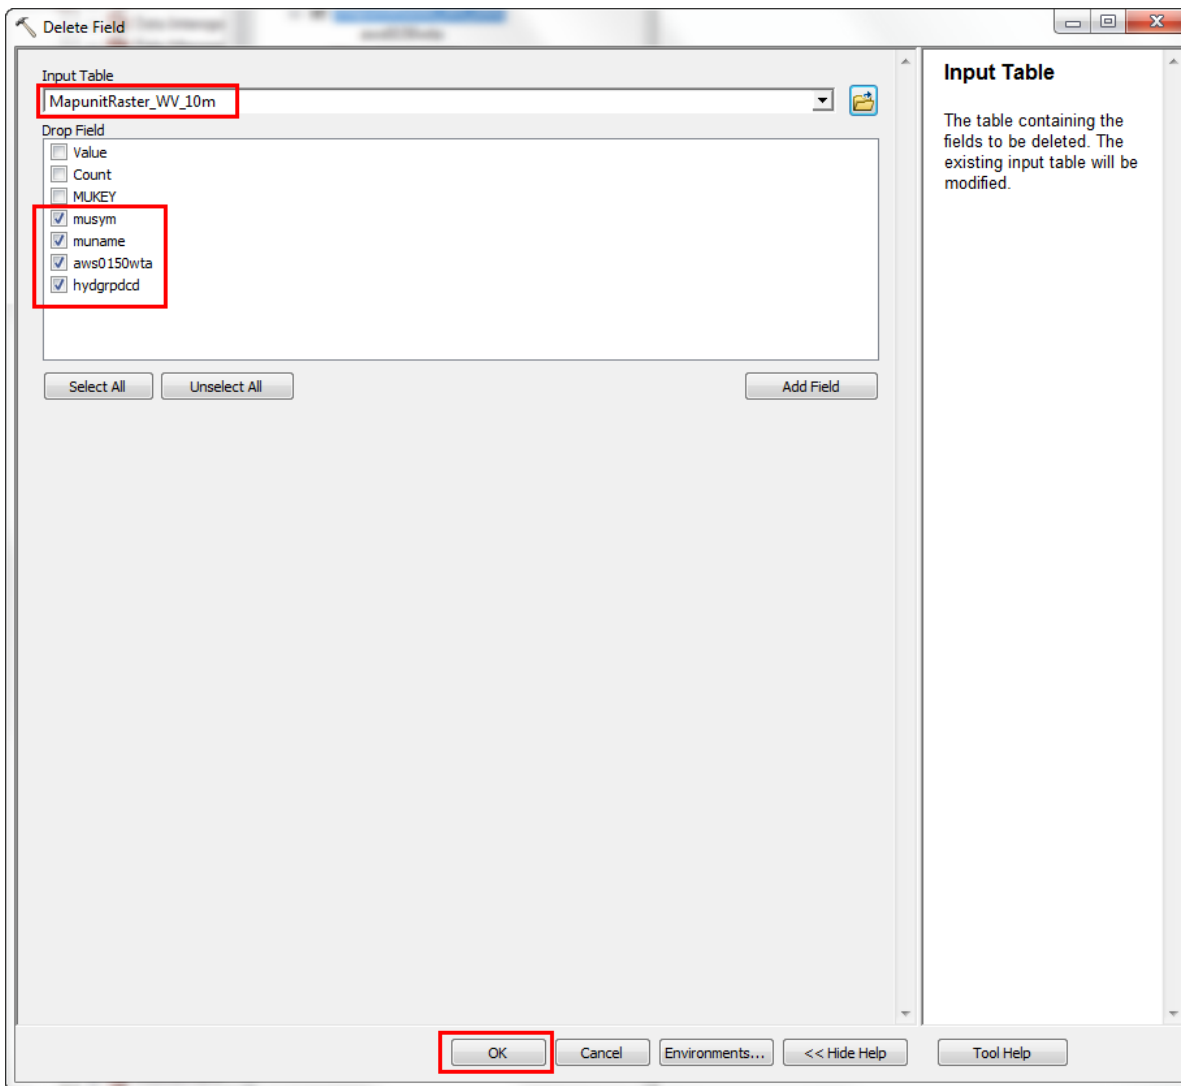 Delete Field
Input Table
MapunitRaster_WV_10m
Drop Field
Value
Count
MUKEY
musym
muname
aws0150wta
hydgrpdcd
Select All
Unselect All
Add Field
OK
Cancel
Environments...
<< Hide Help
Tool Help
Input Table
The table containing the
fields to be deleted. The
existing input table will be
modified.